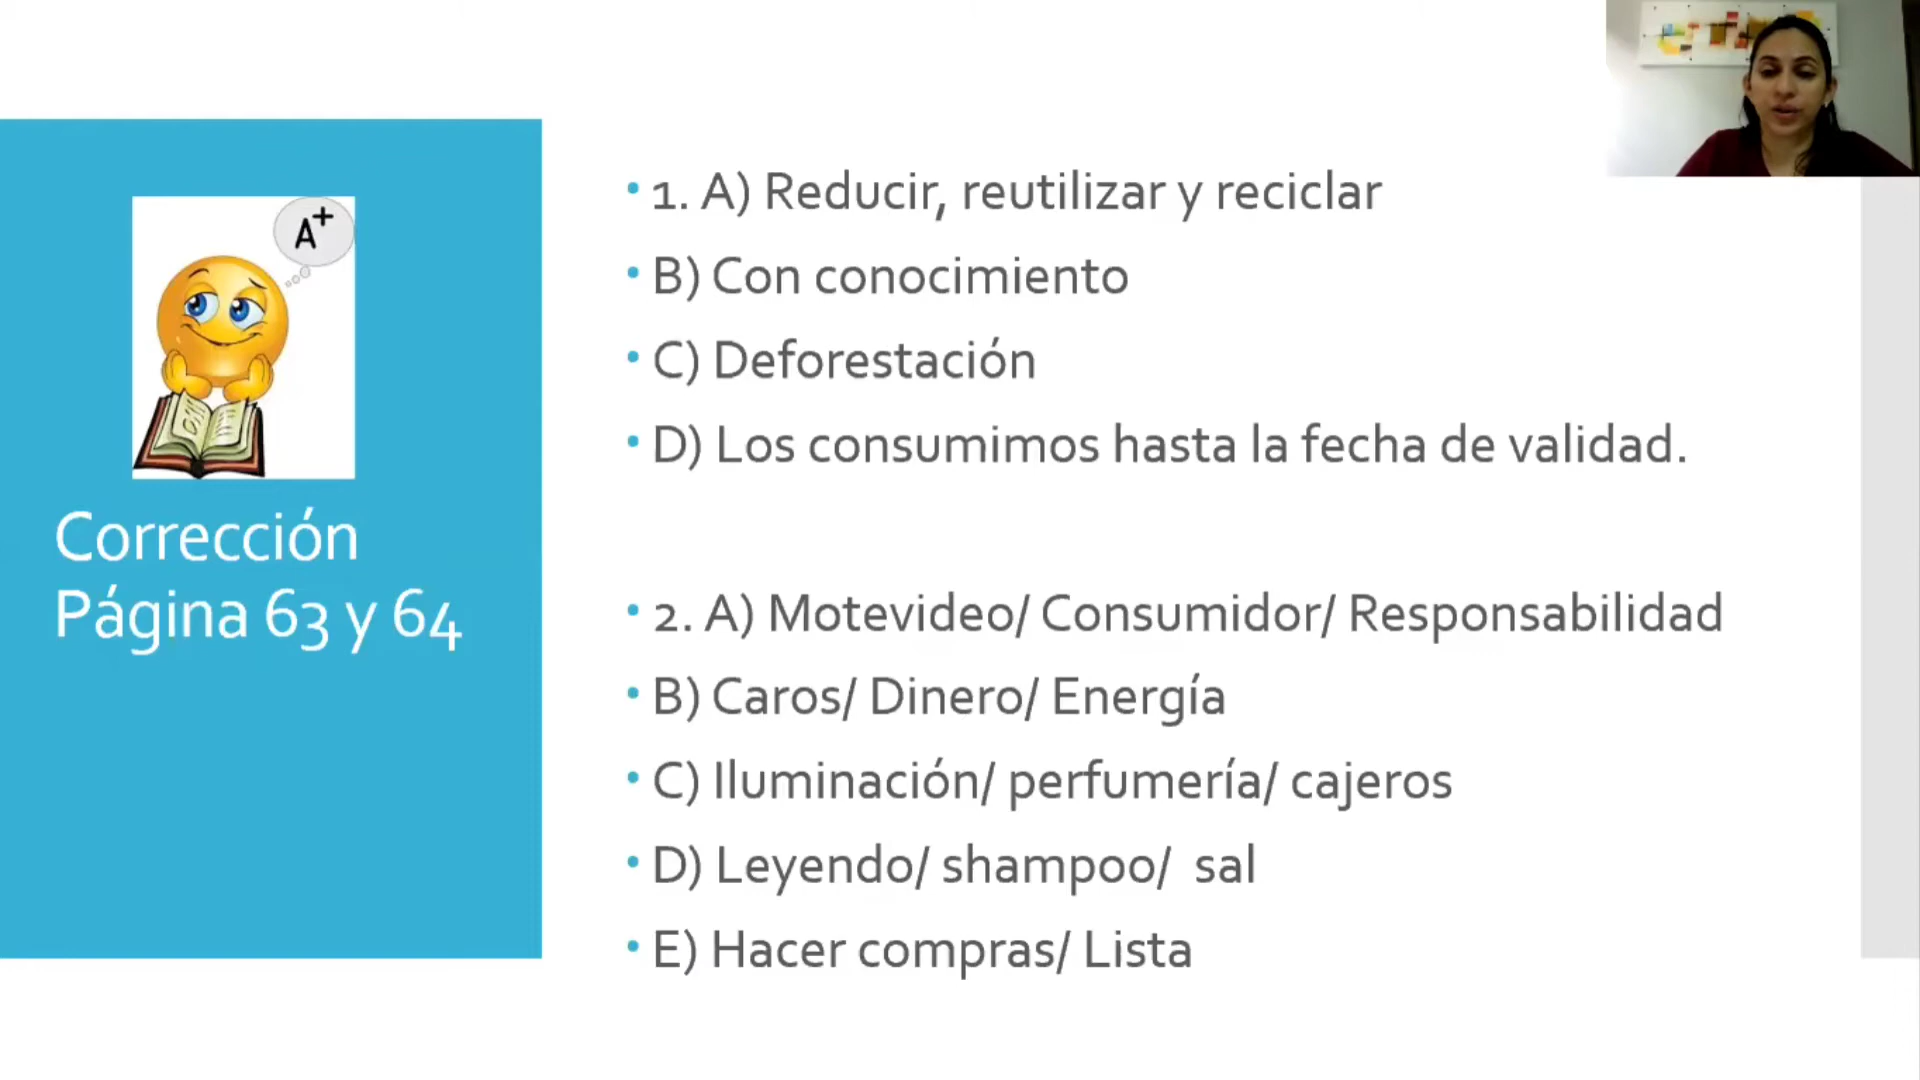 A+
Corrección
Página 63 y 64
• 1. A) Reducir, reutilizar y reciclar
• B) Con conocimiento
• C) Deforestación
• D) Los consumimos hasta la fecha de validad.
• 2. A) Motevideo/ Consumidor/ Responsabilidad
• B) Caros/ Dinero/ Energía
• C) Iluminación/ perfumería/ cajeros
• D) Leyendo/ shampoo/ sal
• E) Hacer compras/ Lista